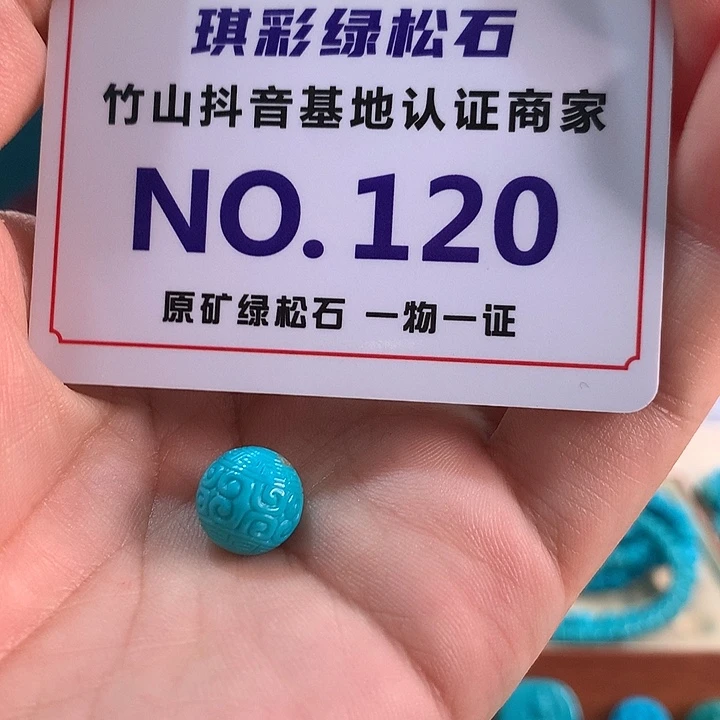 琪彩绿松石
竹山抖音基地认证商家
NO.120
原矿绿松石 一物一证